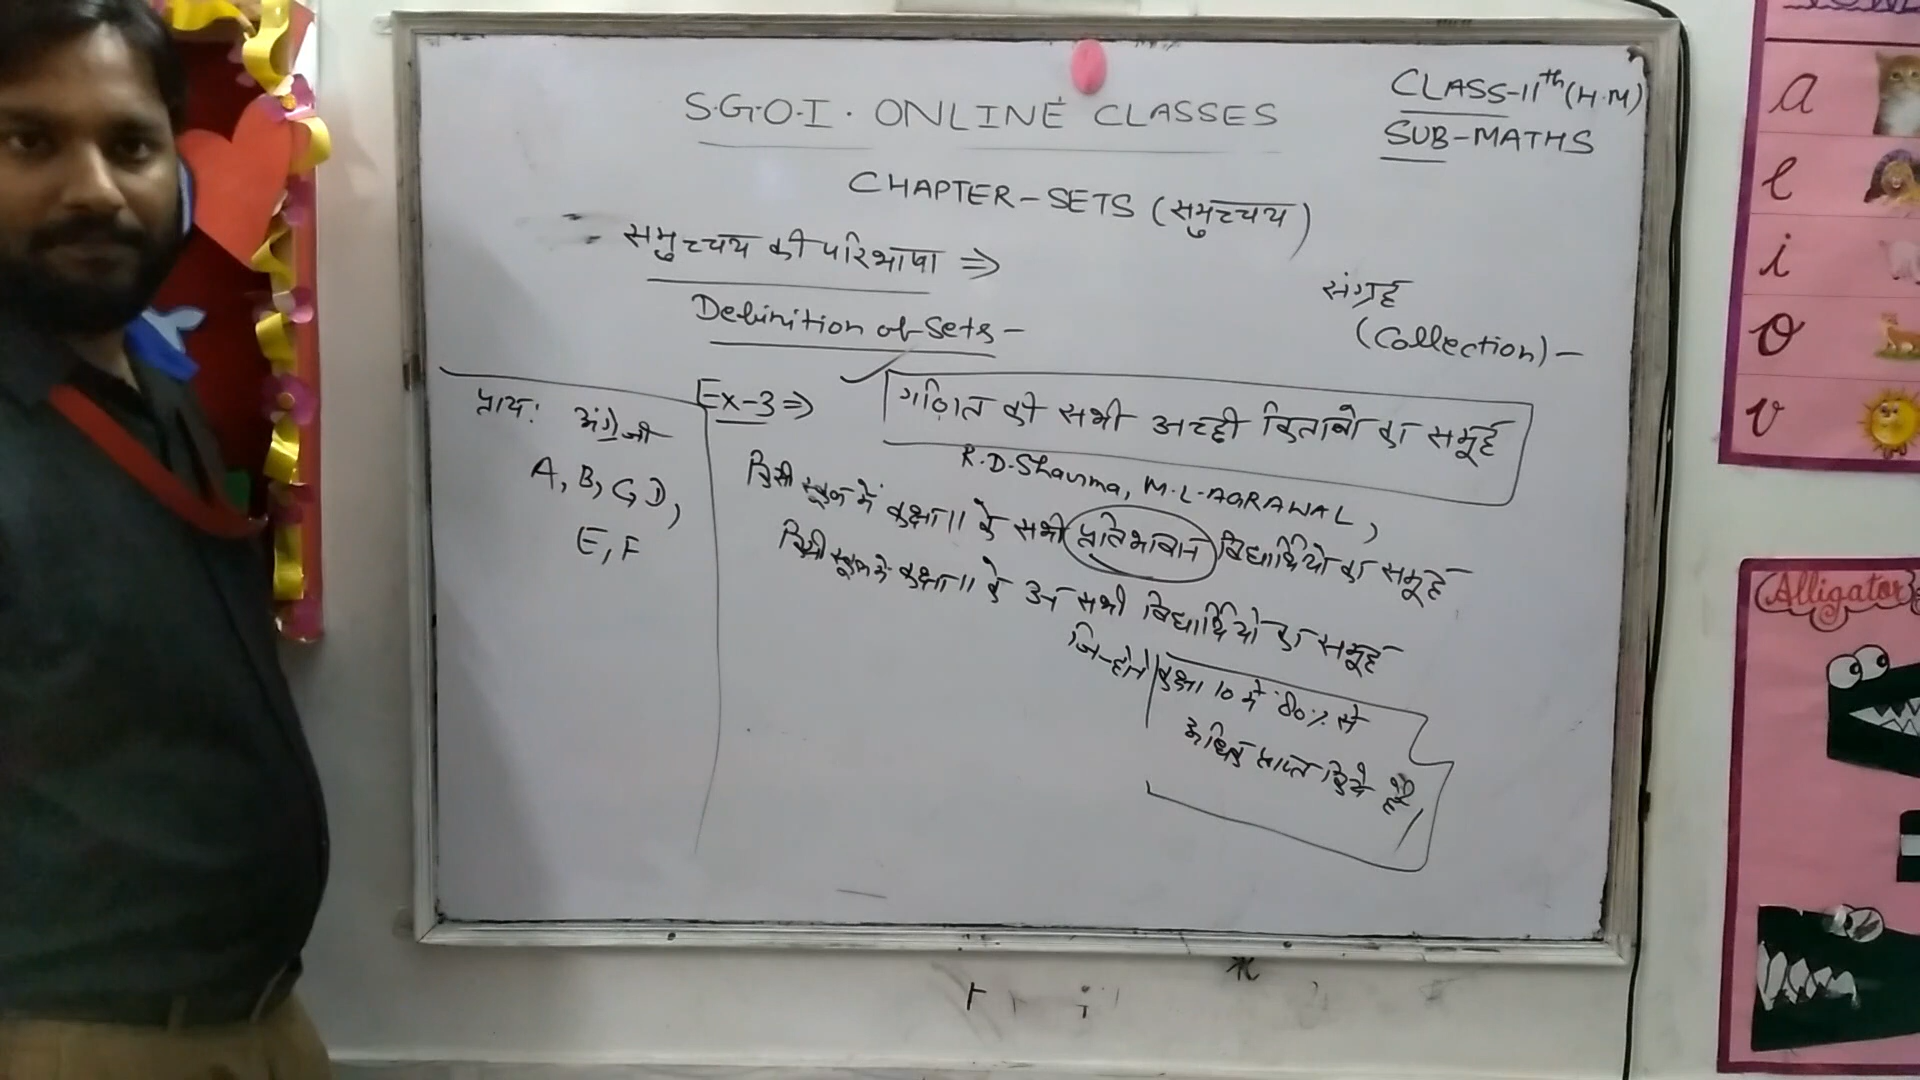 S.G.O.I. ONLINE CLASSES
CLASS-11th (H.M)
SUB-MATHS
CHAPTER-SETS (समुच्चय)
समुच्चय की परिभाषा ⇒
Definition of Sets-
संग्रह
(Collection)-
प्रायः अंग्रेजी
A, B, C, D,
E, F
Ex-3 ⇒
गणित की सभी अच्छी किताबो का समूह
R.D. Sharma, M.L. AGRAWAL,
किसी स्कूल में कक्षा 11 के सभी प्रतिभावान विद्यार्थियो का समूह
किसी स्कूल मे कक्षा 11 के उन सभी विद्यार्थियो का समूह
जिन्होने कक्षा 10 मे 80% से
अधिक प्राप्त किये हैं
a
e
i
o
v
Alligator